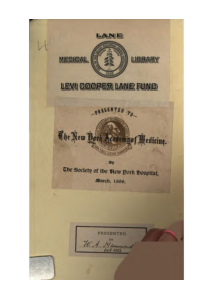 LANE
MEDICAL LIBRARY
LEVI COOPER LANE FUND
PRESENTED TO
The New York Academy of Medicine.
By
The Society of the New York Hospital,
March, 1898.
PRESENTED
W. A.